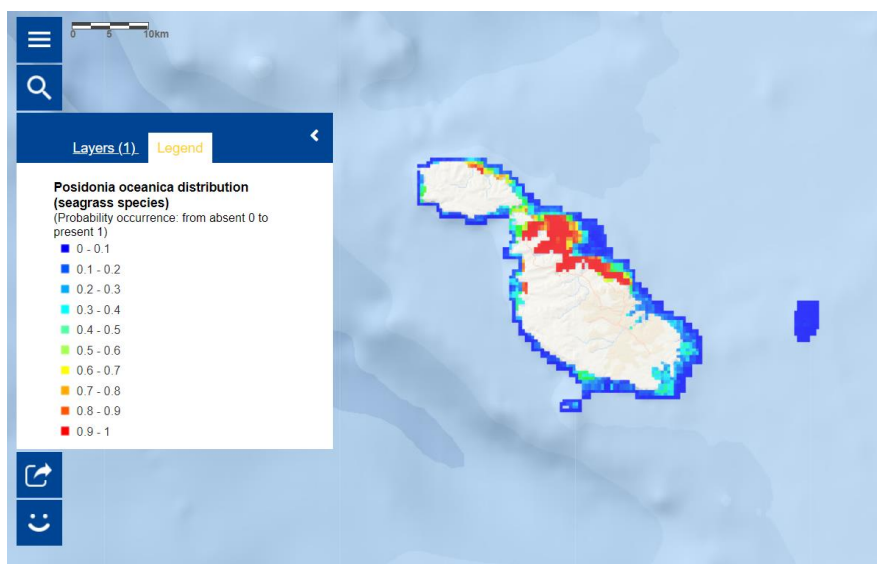 0 5 10km
Layers (1) Legend
Posidonia oceanica distribution
(seagrass species)
(Probability occurrence: from absent 0 to
present 1)
0 - 0.1
0.1 - 0.2
0.2 - 0.3
0.3 - 0.4
0.4 - 0.5
0.5 - 0.6
0.6 - 0.7
0.7 - 0.8
0.8 - 0.9
0.9 - 1